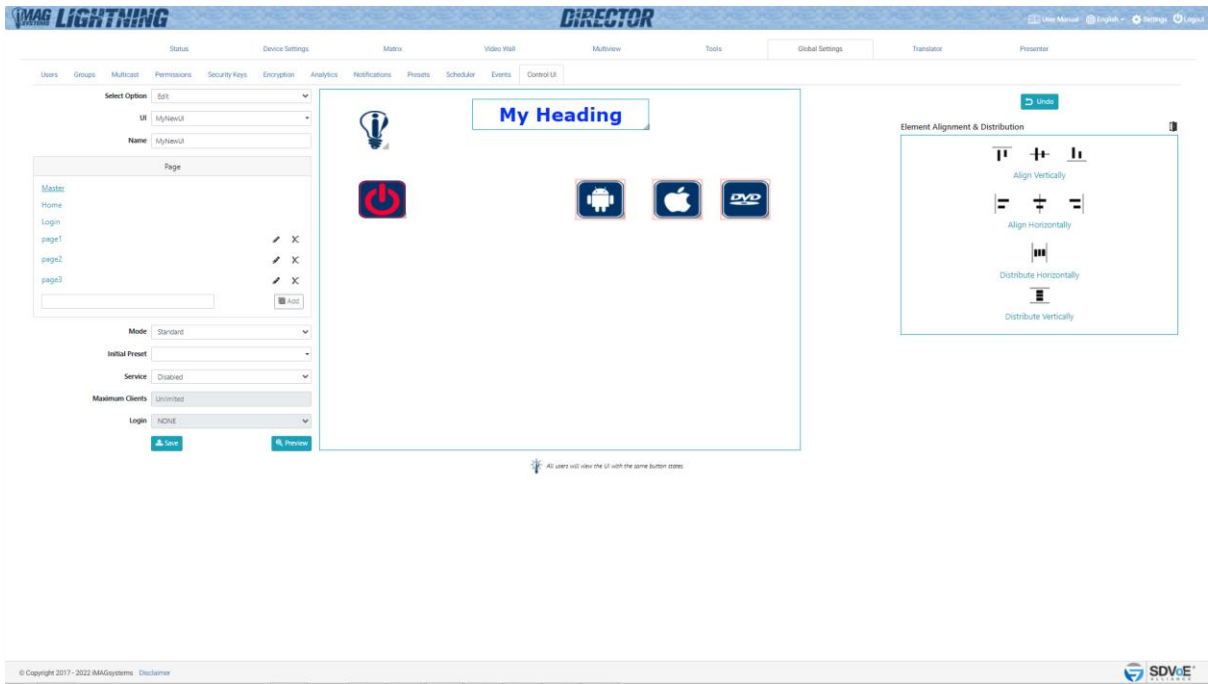 iMAG SYSTEMS LiGHTNiNG
DiRECTOR
User Manual English Settings Logout
Status Device Settings Matrix Video Wall Multiview Tools Global Settings Translator Presenter
Users Groups Multicast Permissions Security Keys Encryption Analytics Notifications Presets Scheduler Events Control UI
Select Option Edit
UI MyNewUI
Name MyNewUI
Page
Master
Home
Login
page1
page2
page3
Add
Mode Standard
Initial Preset
Service Disabled
Maximum Clients Unlimited
Login NONE
Save Preview
My Heading
DVD
All users will view the UI with the same button states.
Undo
Element Alignment & Distribution
Align Vertically
Align Horizontally
Distribute Horizontally
Distribute Vertically
© Copyright 2017 - 2022 iMAGsystems Disclaimer
SDVoE
ALLIANCE